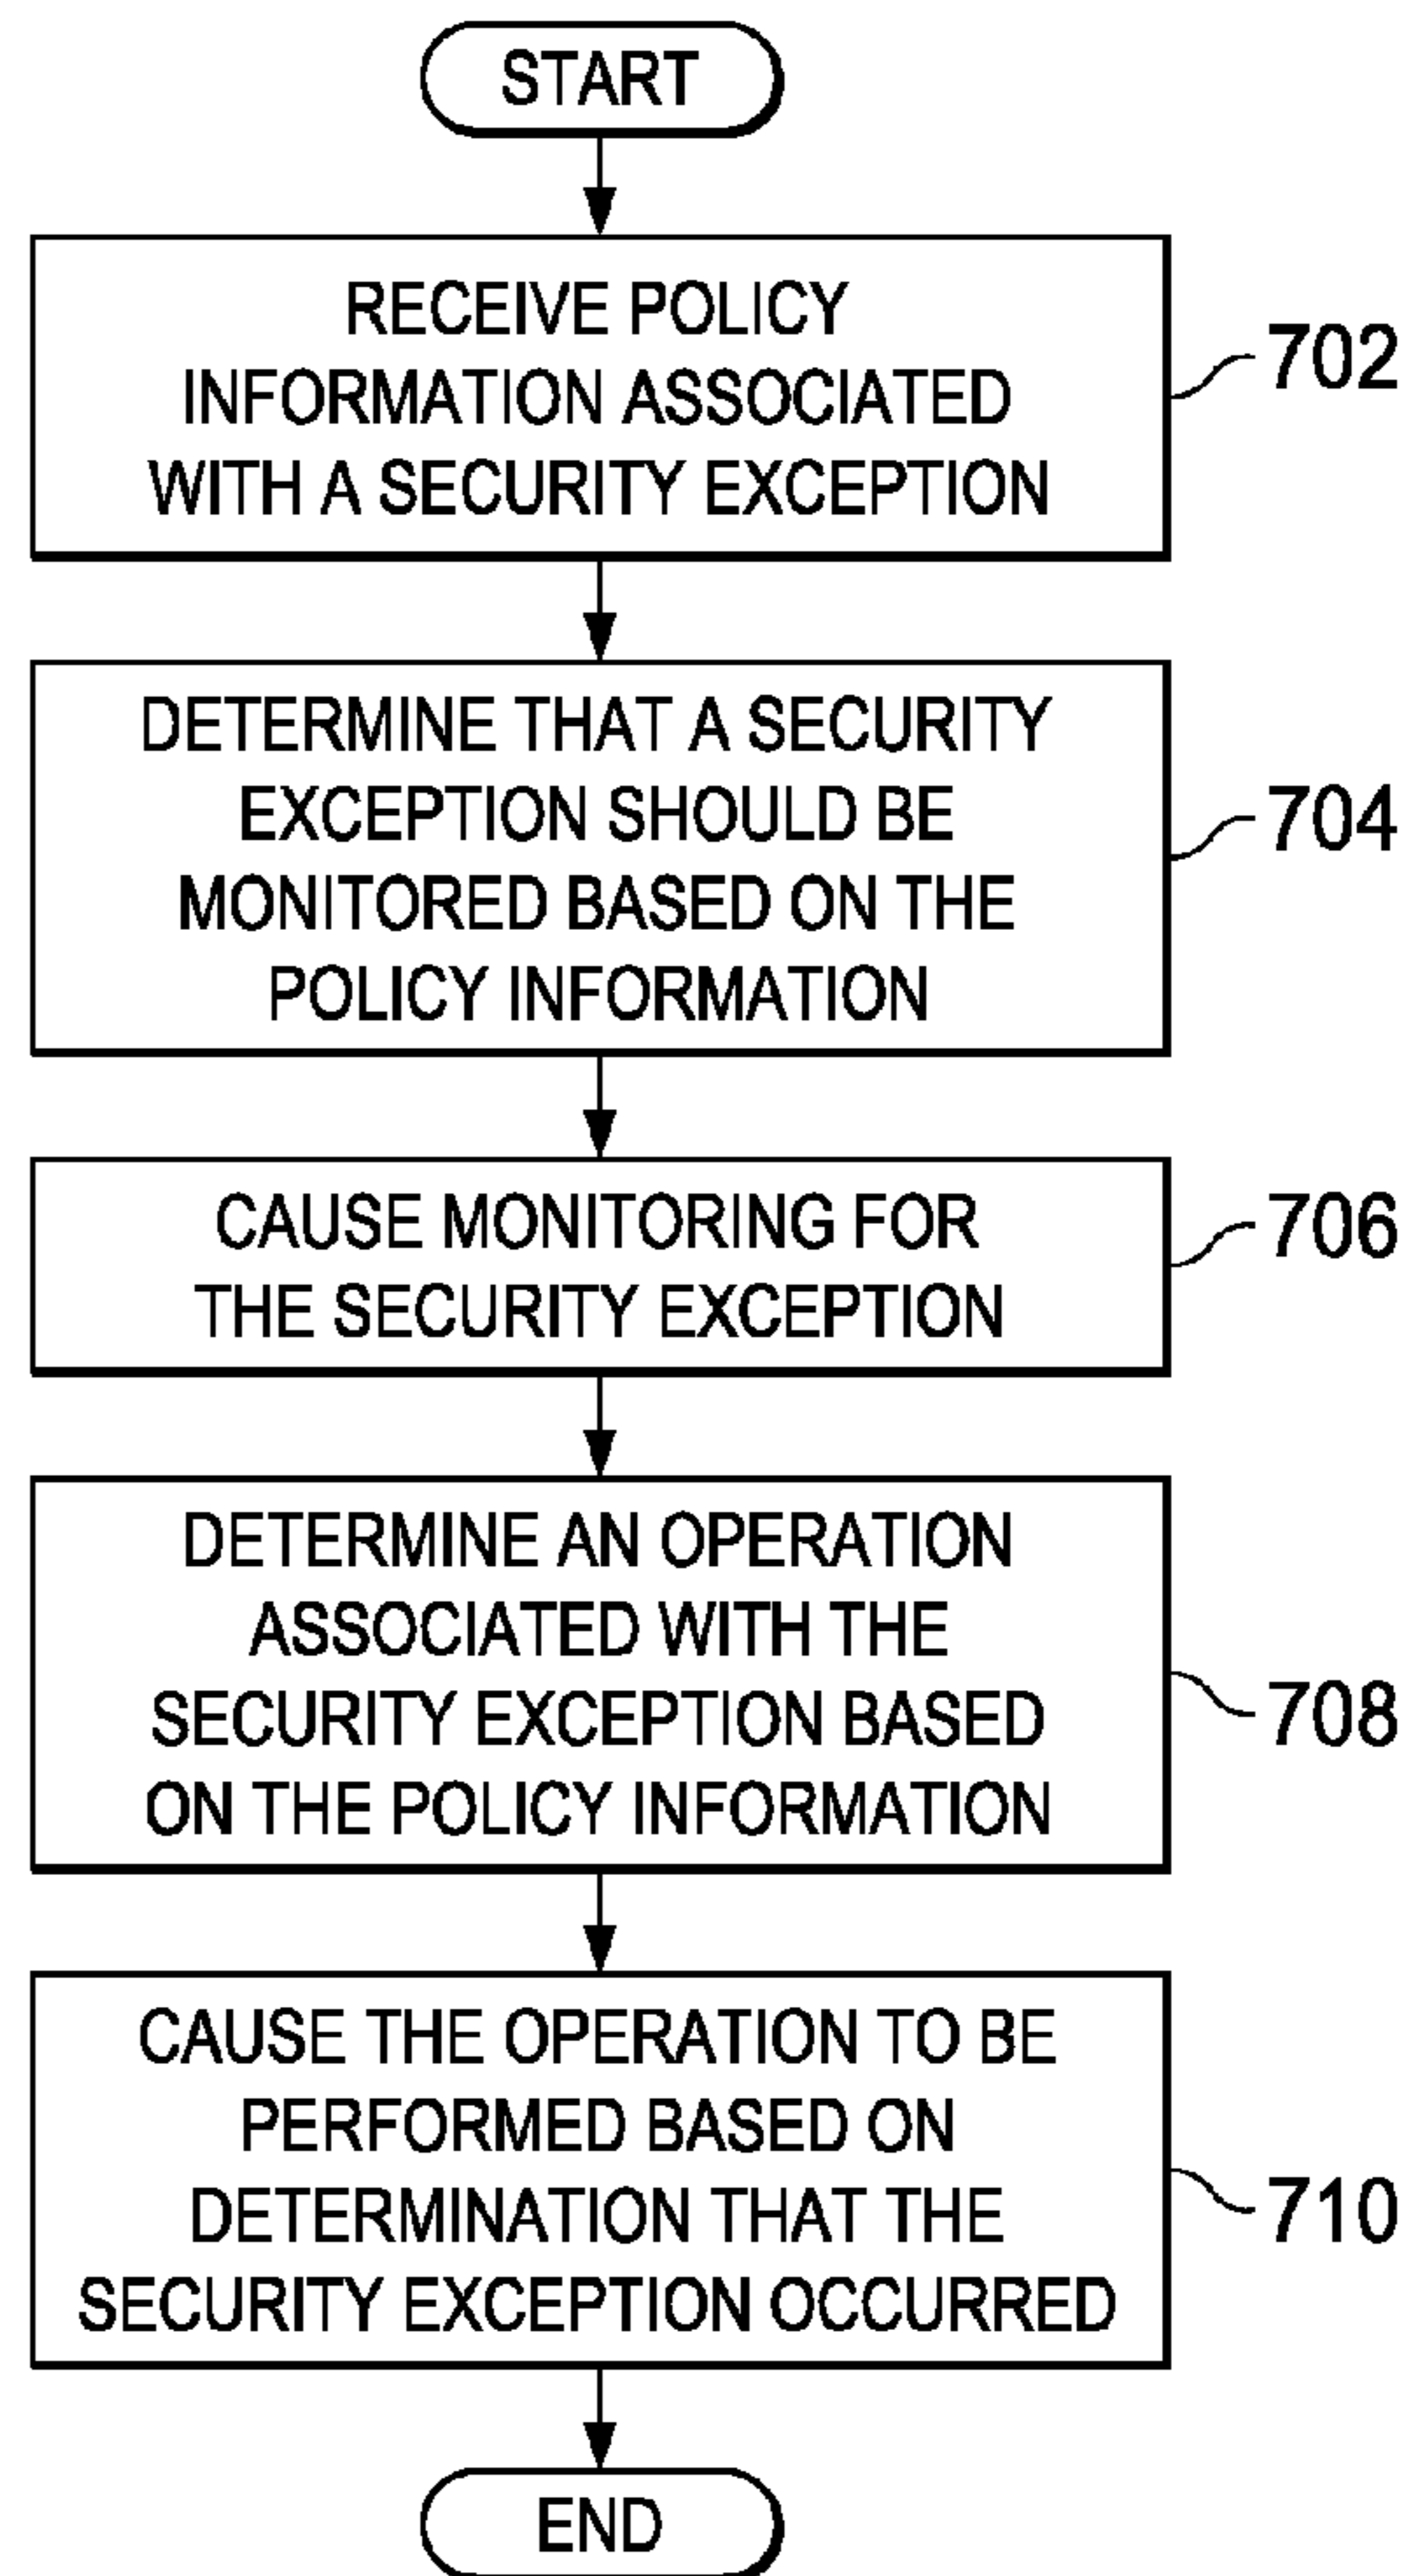 START
RECEIVE POLICY
INFORMATION ASSOCIATED
WITH A SECURITY EXCEPTION
702
DETERMINE THAT A SECURITY
EXCEPTION SHOULD BE
MONITORED BASED ON THE
POLICY INFORMATION
704
CAUSE MONITORING FOR
THE SECURITY EXCEPTION
706
DETERMINE AN OPERATION
ASSOCIATED WITH THE
SECURITY EXCEPTION BASED
ON THE POLICY INFORMATION
708
CAUSE THE OPERATION TO BE
PERFORMED BASED ON
DETERMINATION THAT THE
SECURITY EXCEPTION OCCURRED
710
END